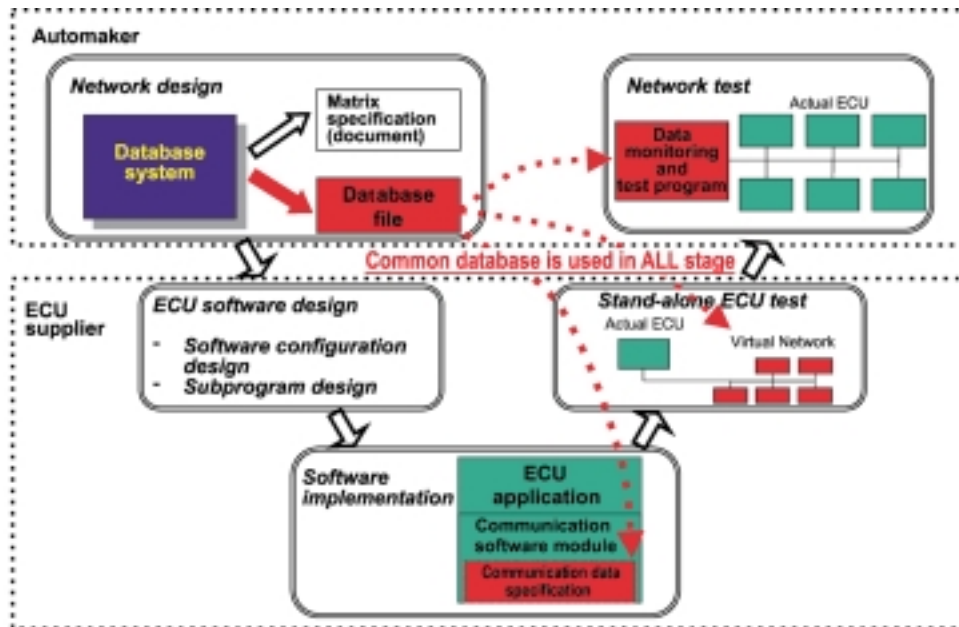 Automaker
Network design
Database
system
Matrix
specification
(document)
Database
file
Network test
Actual ECU
Data
monitoring
and
test program
Common database is used in ALL stage
ECU
supplier
ECU software design
- Software configuration
design
- Subprogram design
Stand-alone ECU test
Actual ECU
Virtual Network
Software
implementation
ECU
application
Communication
software module
Communication data
specification